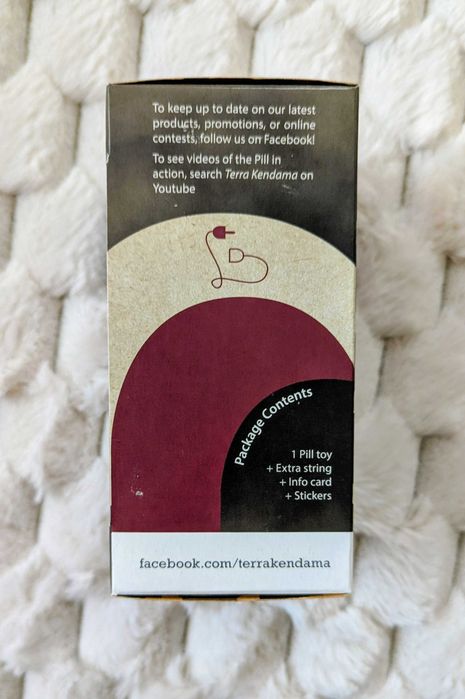 To keep up to date on our latest
products, promotions, or online
contests, follow us on Facebook!
To see videos of the Pill in
action, search Terra Kendama on
Youtube
Package Contents
1 Pill toy
+ Extra string
+ Info card
+ Stickers
facebook.com/terrakendama